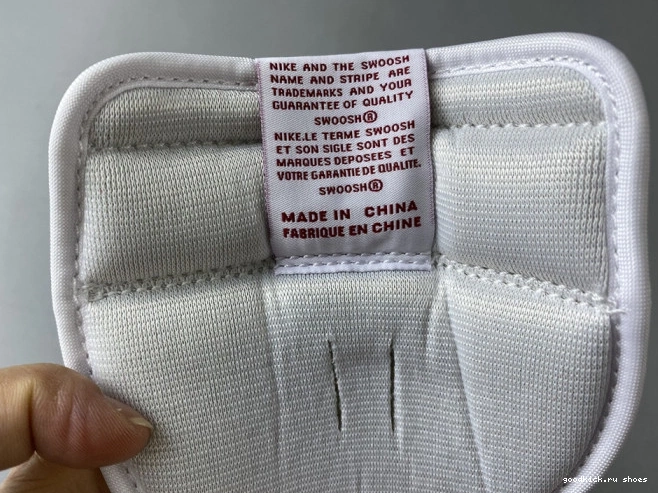 NIKE AND THE SWOOSH
NAME AND STRIPE ARE
TRADEMARKS AND YOUR
GUARANTEE OF QUALITY
SWOOSH®
NIKE.LE TERME SWOOSH
ET SON SIGLE SONT DES
MARQUES DEPOSEES ET
VOTRE GARANTIE DE QUALITE.
SWOOSH®
MADE IN CHINA
FABRIQUE EN CHINE
goodkick.ru shoes